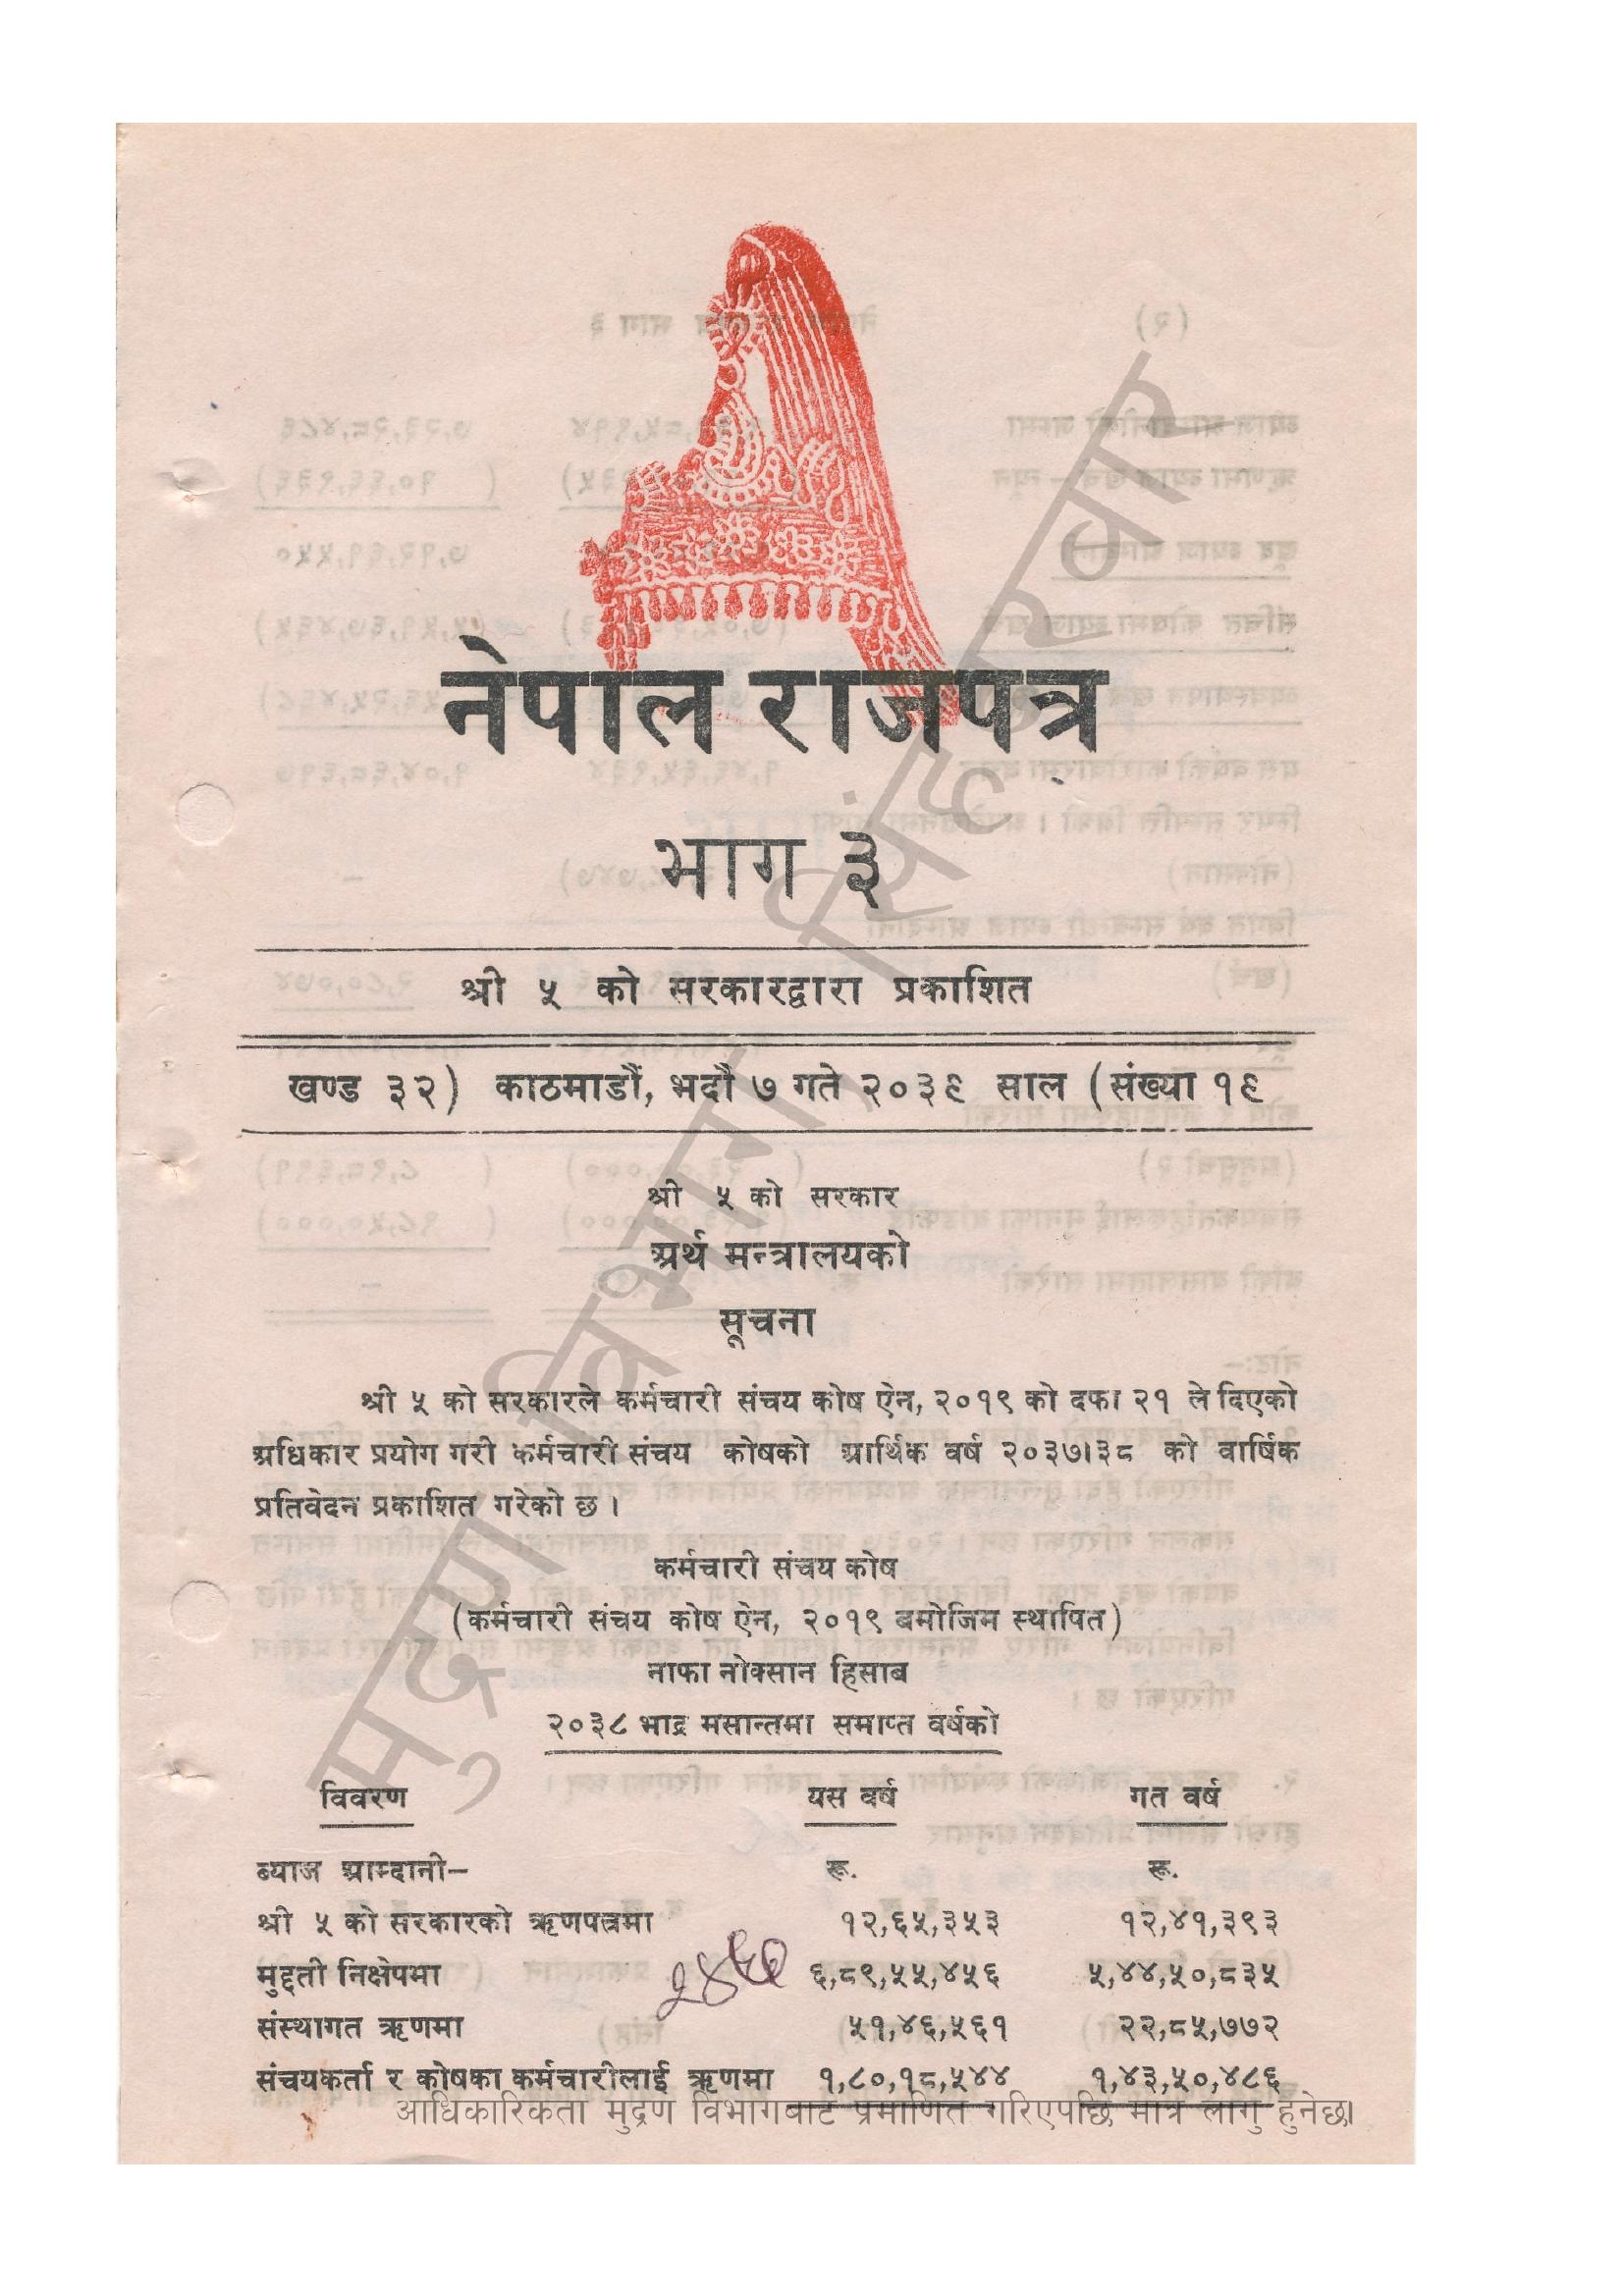 नेपाल राजपत्र
भाग ३
श्री ५ को सरकारद्वारा प्रकाशित
खण्ड ३२) काठमाडौं, भदौ ७ गते २०३९ साल (संख्या १९
श्री ५ को सरकार
अर्थ मन्त्रालयको
सूचना
श्री ५ को सरकारले कर्मचारी संचय कोष ऐन, २०१९ को दफा २१ ले दिएको
अधिकार प्रयोग गरी कर्मचारी संचय कोषको आर्थिक वर्ष २०३७।३८ को वार्षिक
प्रतिवेदन प्रकाशित गरेको छ ।
कर्मचारी संचय कोष
(कर्मचारी संचय कोष ऐन, २०१९ बमोजिम स्थापित)
नाफा नोक्सान हिसाब
२०३८ भाद्र मसान्तमा समाप्त वर्षको
विवरण यस वर्ष गत वर्ष
ब्याज आम्दानी– रू. रू.
श्री ५ को सरकारको ऋणपत्रमा १२,६५,३५३ १२,४१,३९३
मुद्दती निक्षेपमा ६,८९,५५,४५६ ५,४४,५०,८३५
संस्थागत ऋणमा ५१,४६,५६१ २२,८५,७७२
संचयकर्ता र कोषका कर्मचारीलाई ऋणमा १,८०,१८,५४४ १,४३,५०,४८६
आधिकारिकता मुद्रण विभागबाट प्रमाणित गरिएपछि मात्र लागु हुनेछ।
मुद्रण विभाग, सिंहदरबार